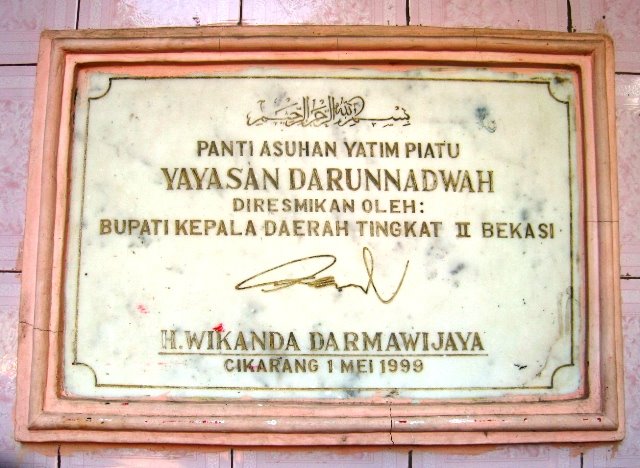 بسم الله الرحمن الرحيم
PANTI ASUHAN YATIM PIATU
YAYASAN DARUNNADWAH
DIRESMIKAN OLEH:
BUPATI KEPALA DAERAH TINGKAT II BEKASI
H. WIKANDA DARMAWIJAYA
CIKARANG 1 MEI 1999